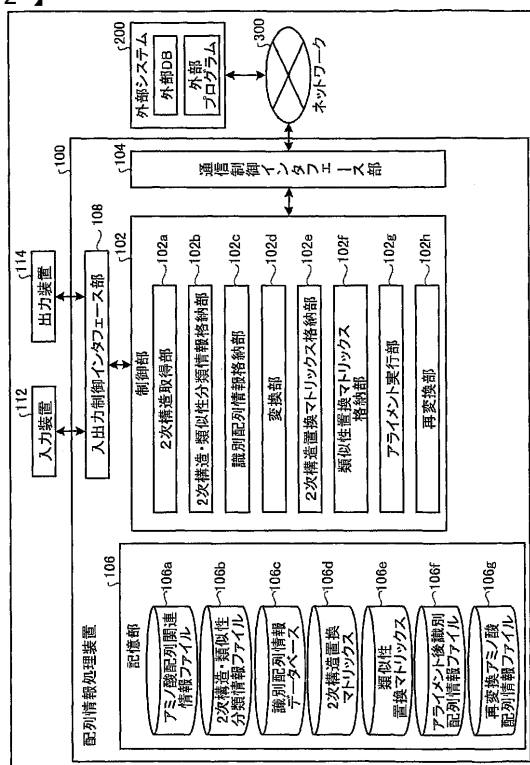 2 】
配列情報処理装置
100
入力装置
112
出力装置
114
入出力制御インタフェース部
108
記憶部
106
アミノ酸配列関連
情報ファイル
106a
2次構造・類似性
分類情報ファイル
106b
識別配列情報
データベース
106c
2次構造置換
マトリックス
106d
類似性
置換マトリックス
106e
アライメント後識別
配列情報ファイル
106f
再変換アミノ酸
配列情報ファイル
106g
制御部
102
2次構造取得部
102a
2次構造・類似性分類情報格納部
102b
識別配列情報格納部
102c
変換部
102d
2次構造置換マトリックス格納部
102e
類似性置換マトリックス
格納部
102f
アライメント実行部
102g
再変換部
102h
通信制御インタフェース部
104
外部システム
200
外部DB
外部
プログラム
ネットワーク
300